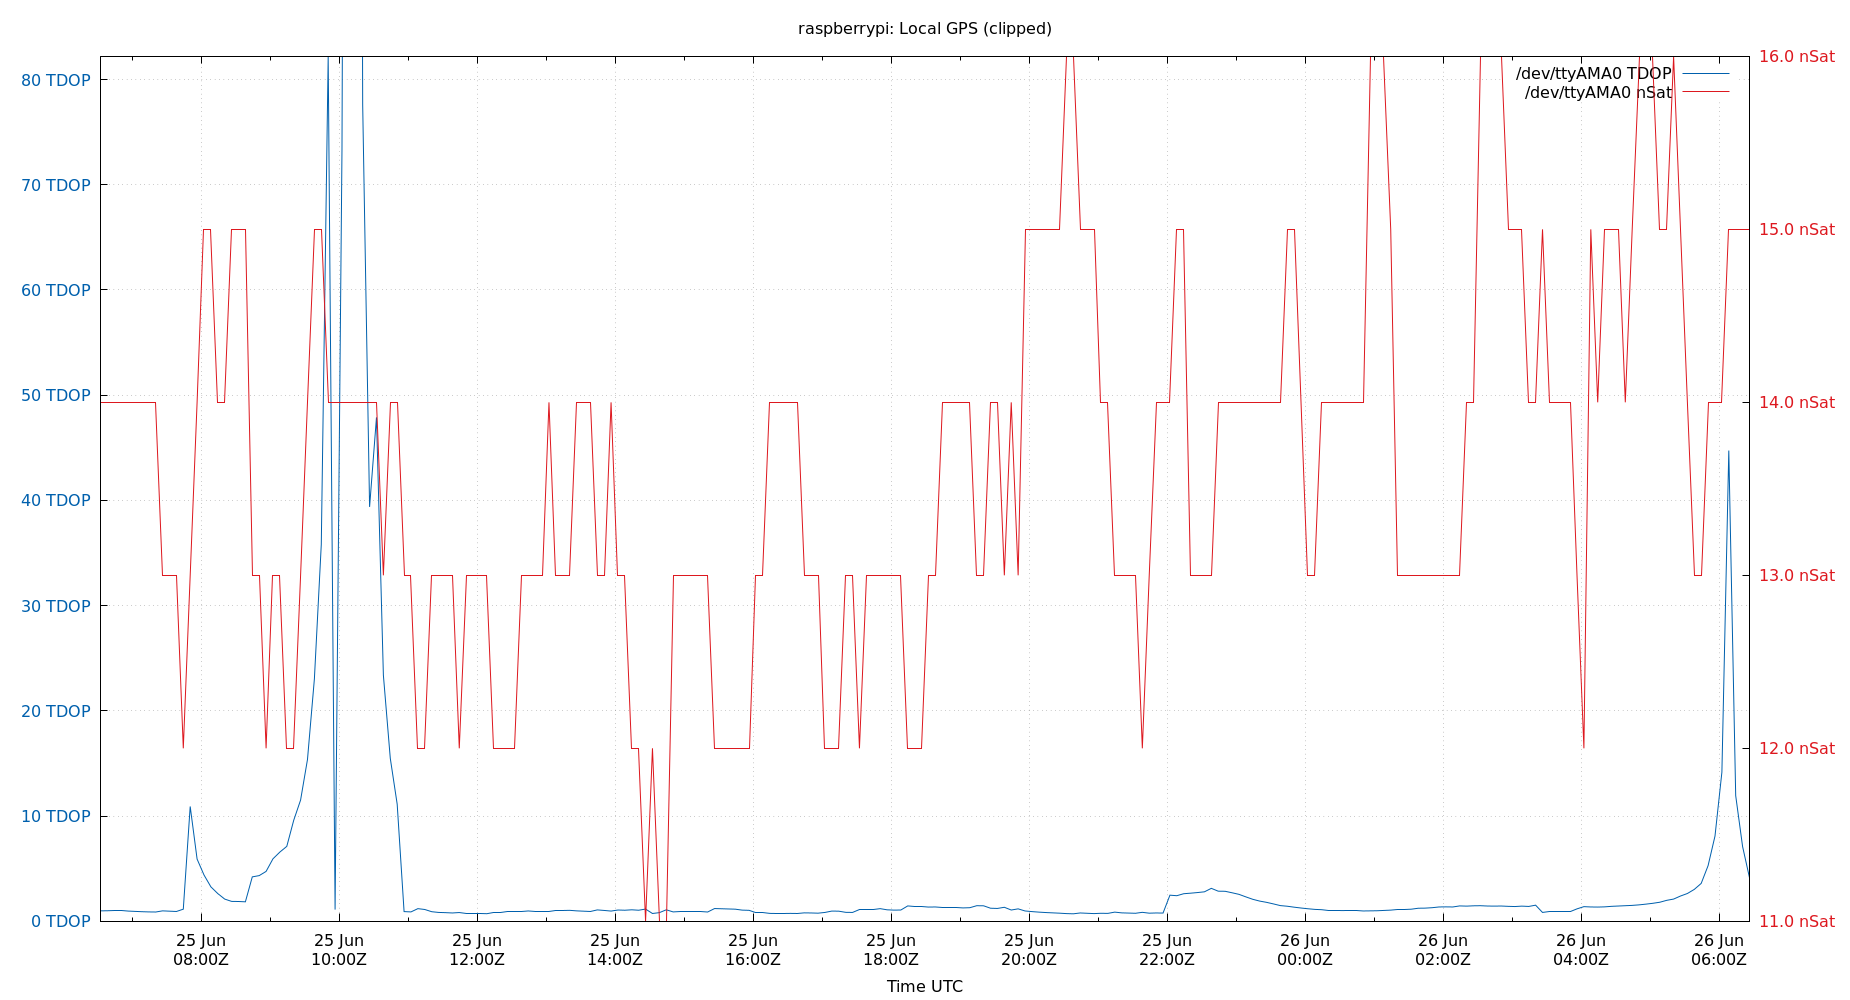 raspberrypi: Local GPS (clipped)
80 TDOP
70 TDOP
60 TDOP
50 TDOP
40 TDOP
30 TDOP
20 TDOP
10 TDOP
0 TDOP
/dev/ttyAMA0 TDOP
/dev/ttyAMA0 nSat
16.0 nSat
15.0 nSat
14.0 nSat
13.0 nSat
12.0 nSat
11.0 nSat
25 Jun
08:00Z
25 Jun
10:00Z
25 Jun
12:00Z
25 Jun
14:00Z
25 Jun
16:00Z
25 Jun
18:00Z
25 Jun
20:00Z
25 Jun
22:00Z
26 Jun
00:00Z
26 Jun
02:00Z
26 Jun
04:00Z
26 Jun
06:00Z
Time UTC